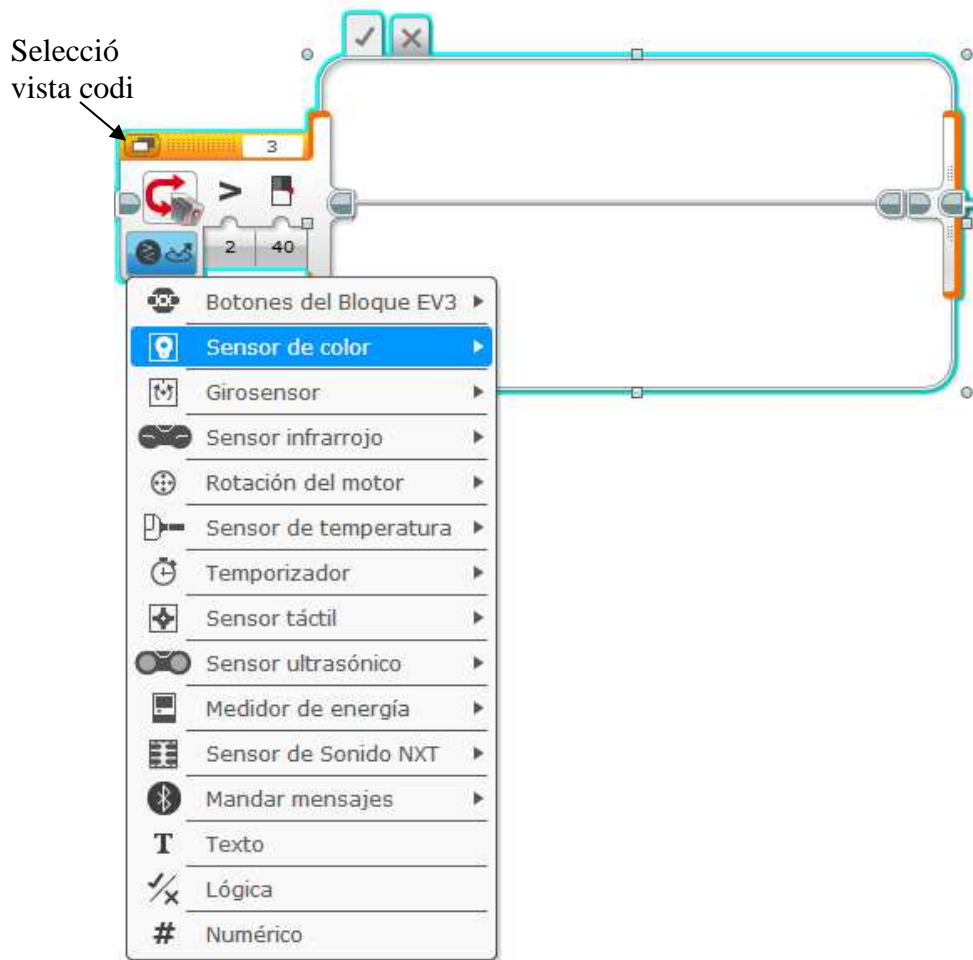 Selecció
vista codi
3
>
2 40
Botones del Bloque EV3
Sensor de color
Girosensor
Sensor infrarrojo
Rotación del motor
Sensor de temperatura
Temporizador
Sensor táctil
Sensor ultrasónico
Medidor de energía
Sensor de Sonido NXT
Mandar mensajes
T Texto
Lógica
# Numérico